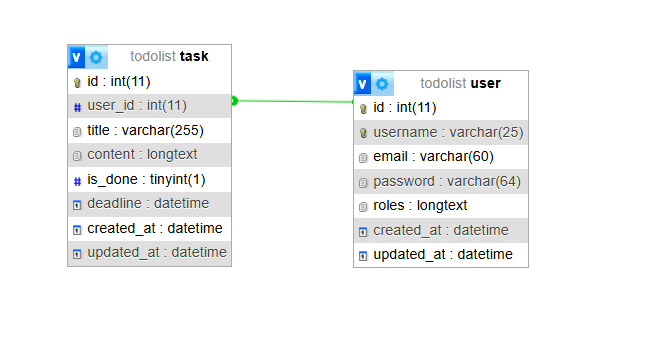 v todolist task
id : int(11)
user_id : int(11)
title : varchar(255)
content : longtext
is_done : tinyint(1)
deadline : datetime
created_at : datetime
updated_at : datetime
v todolist user
id : int(11)
username : varchar(25)
email : varchar(60)
password : varchar(64)
roles : longtext
created_at : datetime
updated_at : datetime